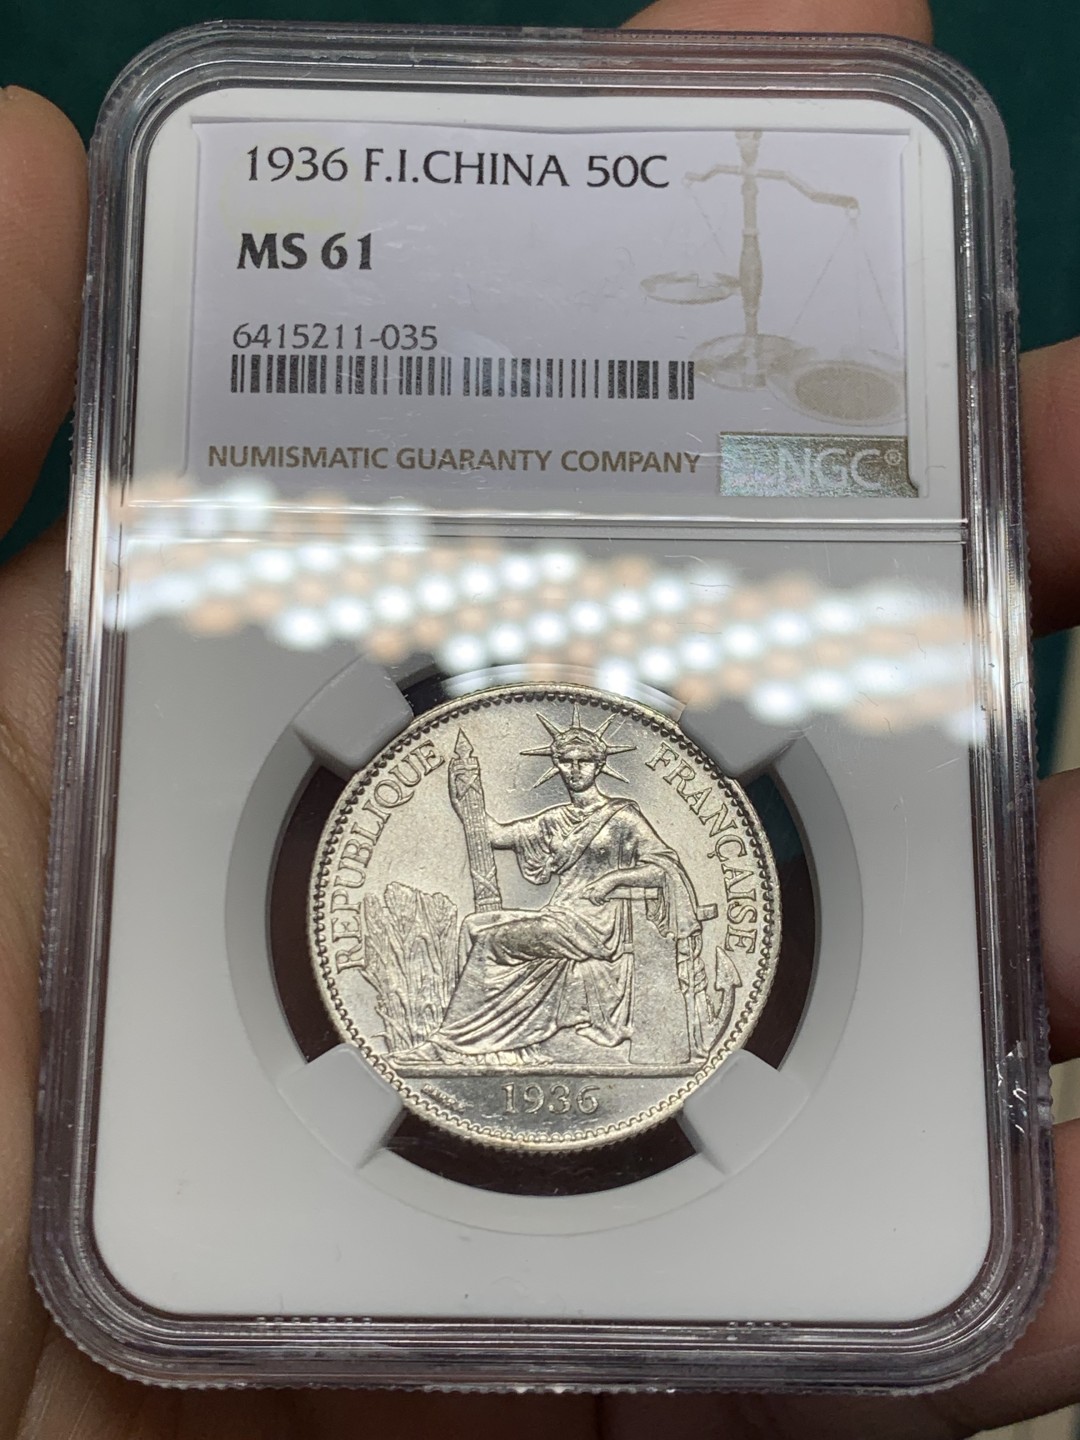 1936 F.I.CHINA 50C
MS 61
6415211-035
NUMISMATIC GUARANTY COMPANY
NGC®
REPUBLIQUE FRANÇAISE
1936